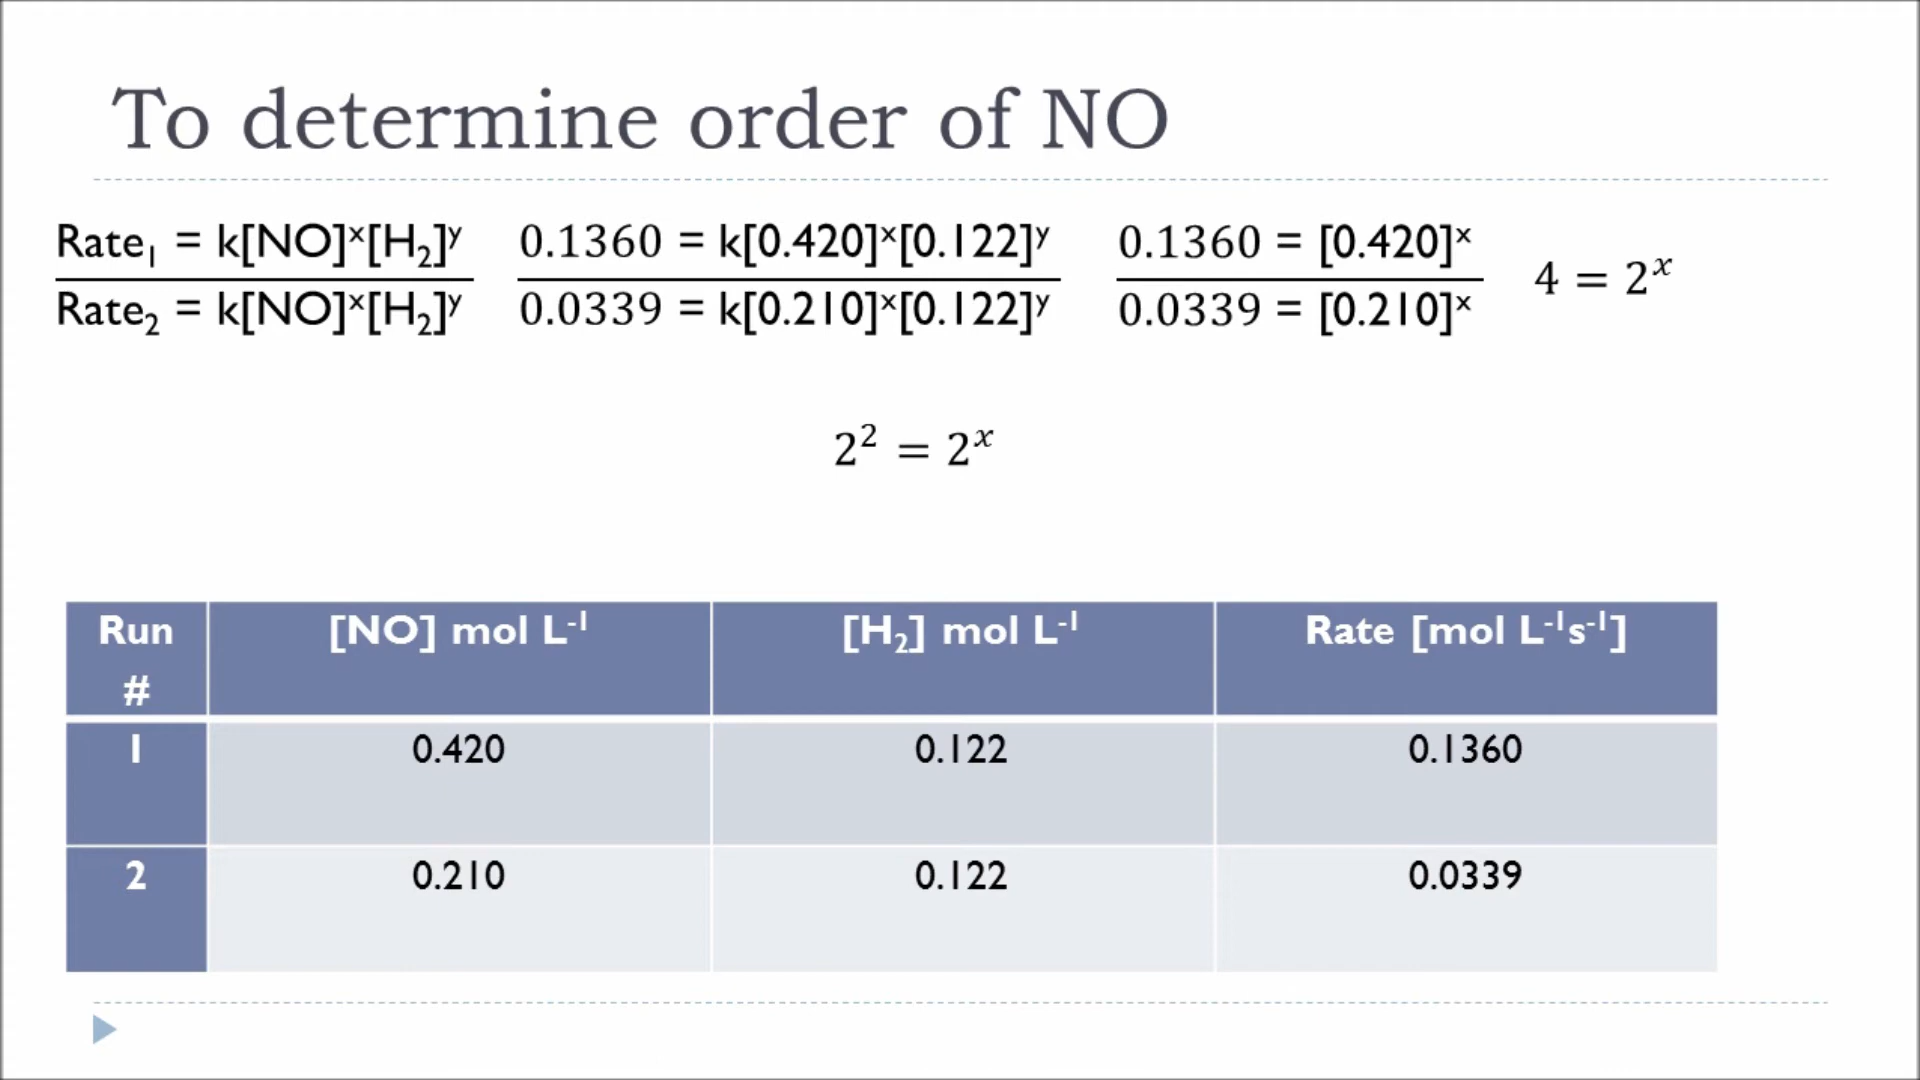 To determine order of NO
Rate₁ = k[NO]ˣ[H₂]ʸ
Rate₂ = k[NO]ˣ[H₂]ʸ
0.1360 = k[0.420]ˣ[0.122]ʸ
0.0339 = k[0.210]ˣ[0.122]ʸ
0.1360 = [0.420]ˣ
0.0339 = [0.210]ˣ
4 = 2ˣ
2² = 2ˣ
Run # [NO] mol L⁻¹ [H₂] mol L⁻¹ Rate [mol L⁻¹s⁻¹]
1 0.420 0.122 0.1360
2 0.210 0.122 0.0339